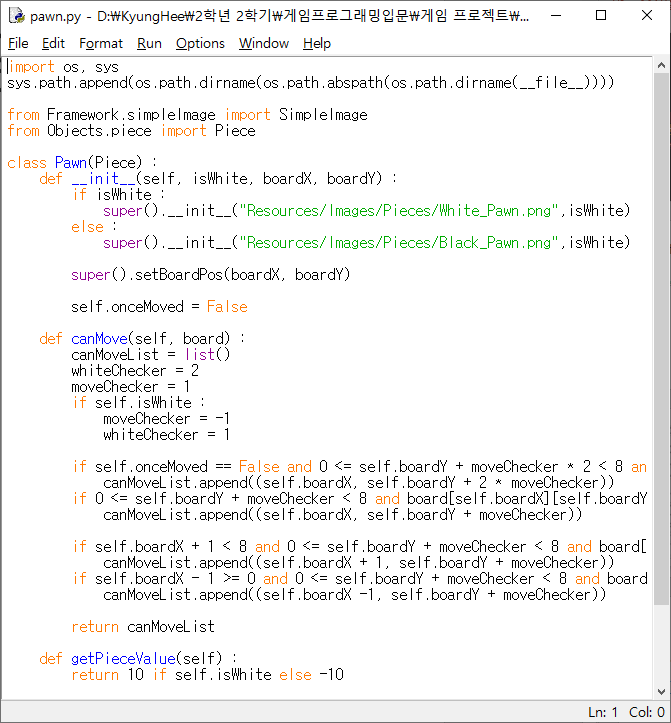 pawn.py - D:₩KyungHee₩2학년 2학기₩게임프로그래밍입문₩게임 프로젝트₩...
File Edit Format Run Options Window Help
import os, sys
sys.path.append(os.path.dirname(os.path.abspath(os.path.dirname(__file__))))
from Framework.simpleImage import SimpleImage
from Objects.piece import Piece
class Pawn(Piece) :
    def __init__(self, isWhite, boardX, boardY) :
        if isWhite :
            super().__init__("Resources/Images/Pieces/White_Pawn.png",isWhite)
        else :
            super().__init__("Resources/Images/Pieces/Black_Pawn.png",isWhite)
        super().setBoardPos(boardX, boardY)
        self.onceMoved = False
    def canMove(self, board) :
        canMoveList = list()
        whiteChecker = 2
        moveChecker = 1
        if self.isWhite :
            moveChecker = -1
            whiteChecker = 1
        if self.onceMoved == False and 0 <= self.boardY + moveChecker * 2 < 8 an
            canMoveList.append((self.boardX, self.boardY + 2 * moveChecker))
        if 0 <= self.boardY + moveChecker < 8 and board[self.boardX][self.boardY
            canMoveList.append((self.boardX, self.boardY + moveChecker))
        if self.boardX + 1 < 8 and 0 <= self.boardY + moveChecker < 8 and board[
            canMoveList.append((self.boardX + 1, self.boardY + moveChecker))
        if self.boardX - 1 >= 0 and 0 <= self.boardY + moveChecker < 8 and board
            canMoveList.append((self.boardX -1, self.boardY + moveChecker))
        return canMoveList
    def getPieceValue(self) :
        return 10 if self.isWhite else -10
Ln: 1 Col: 0